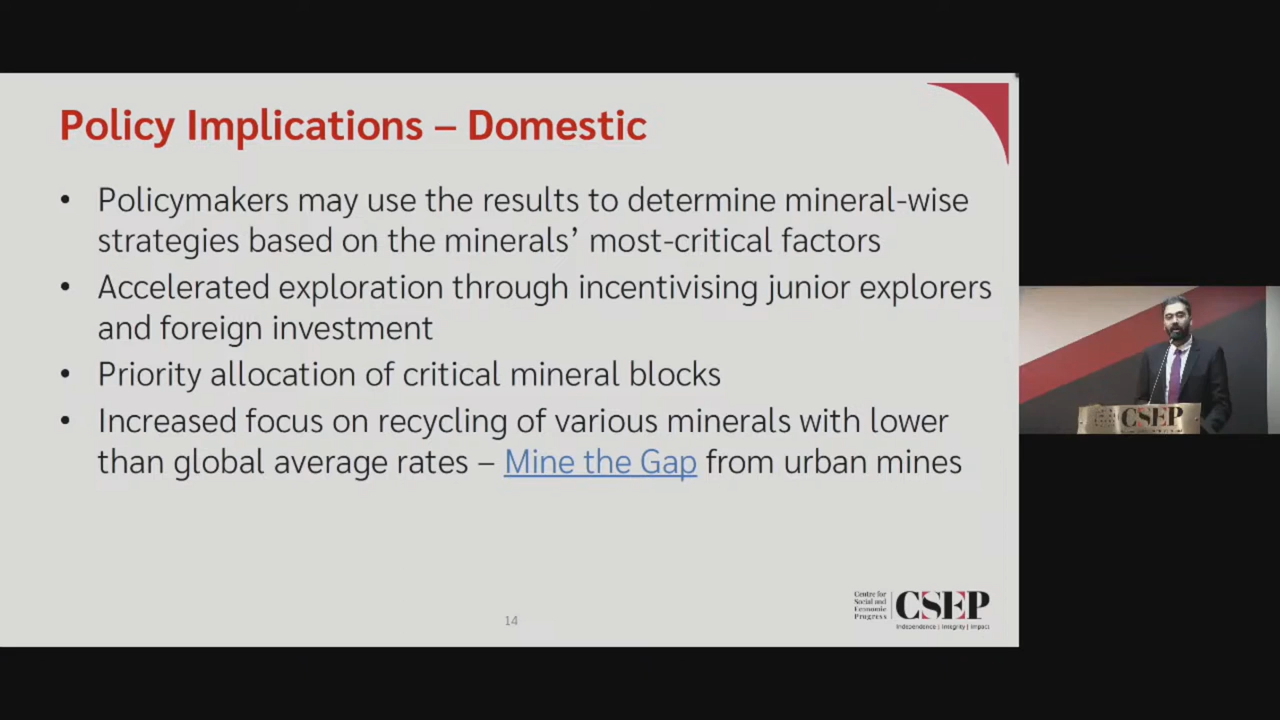 Policy Implications – Domestic
• Policymakers may use the results to determine mineral-wise
strategies based on the minerals’ most-critical factors
• Accelerated exploration through incentivising junior explorers
and foreign investment
• Priority allocation of critical mineral blocks
• Increased focus on recycling of various minerals with lower
than global average rates – Mine the Gap from urban mines
14
Centre for
Social and
Economic
Progress
CSEP
Independence | Integrity | Impact
CSEP